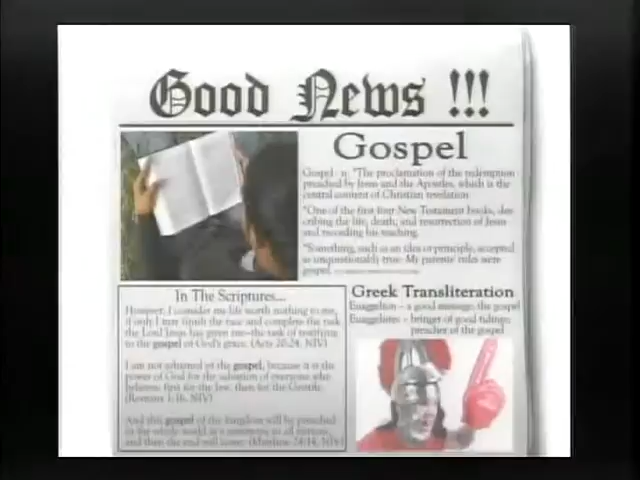 Good News !!!
Gospel
Gospel - n. "The proclamation of the redemption
preached by Jesus and the Apostles, which is the
central content of Christian revelation
"One of the first four New Testament books, des-
cribing the life, death, and resurrection of Jesus
and recording his teaching.
"Something, such as an idea or principle, accepted
as unquestionably true: My parents' rules were
gospel.
In The Scriptures...
However, I consider my life worth nothing to me,
if only I may finish the race and complete the task
the Lord Jesus has given me--the task of testifying
to the gospel of God's grace. (Acts 20:24, NIV)
I am not ashamed of the gospel, because it is the
power of God for the salvation of everyone who
believes: first for the Jew, then for the Gentile.
(Romans 1:16, NIV)
And this gospel of the kingdom will be preached
in the whole world as a testimony to all nations,
and then the end will come. (Matthew 24:14, NIV)
Greek Transliteration
Euaggelion - a good message, the gospel
Euaggelistes - bringer of good tidings,
preacher of the gospel